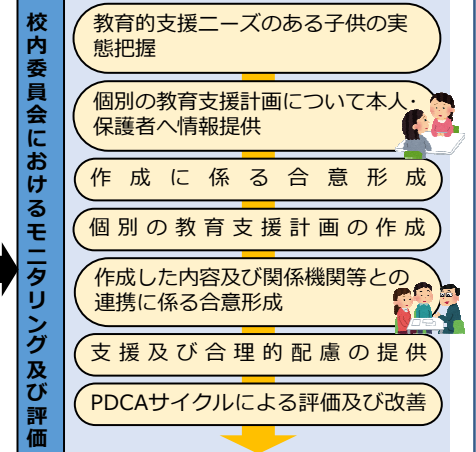 校内委員会におけるモニタリング及び評価
教育的支援ニーズのある子供の実
態把握
個別の教育支援計画について本人・
保護者へ情報提供
作成に係る合意形成
個別の教育支援計画の作成
作成した内容及び関係機関等との
連携に係る合意形成
支援及び合理的配慮の提供
PDCAサイクルによる評価及び改善